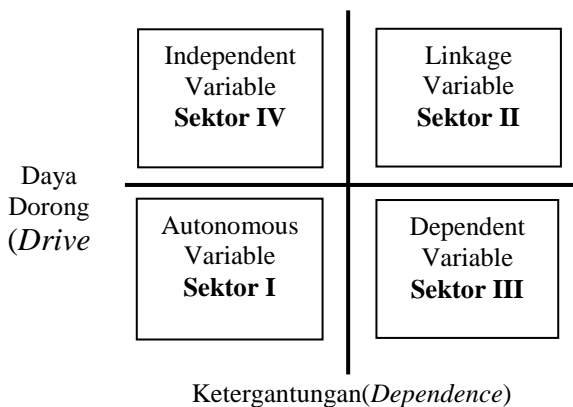 Independent
Variable
Sektor IV
Linkage
Variable
Sektor II
Daya
Dorong
(Drive
Autonomous
Variable
Sektor I
Dependent
Variable
Sektor III
Ketergantungan(Dependence)